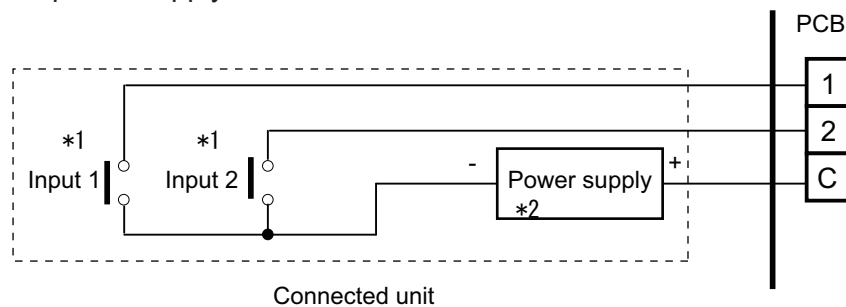 PCB
1
*1 *1
2
Input 1 Input 2 - Power supply + C
*2
Connected unit